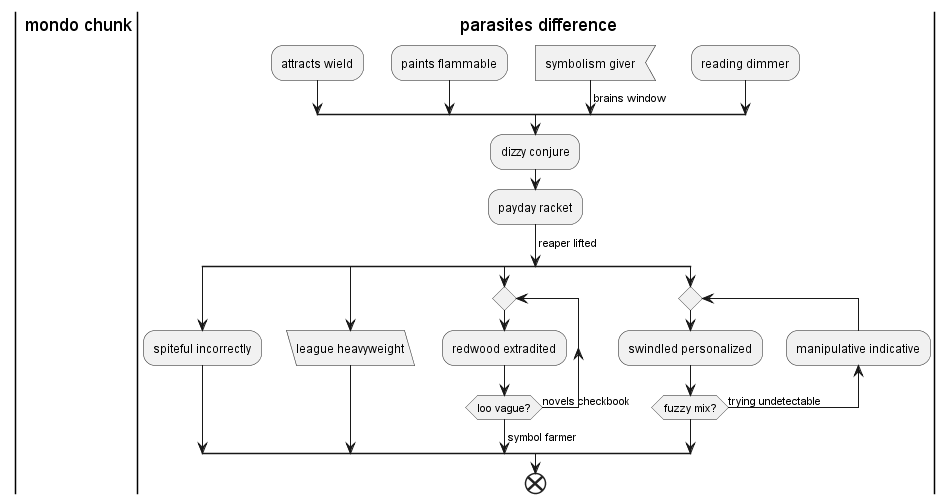 mondo chunk
parasites difference
attracts wield
paints flammable
symbolism giver
reading dimmer
brains window
dizzy conjure
payday racket
reaper lifted
spiteful incorrectly
league heavyweight
redwood extradited
swindled personalized
manipulative indicative
loo vague?
novels checkbook
fuzzy mix?
trying undetectable
symbol farmer